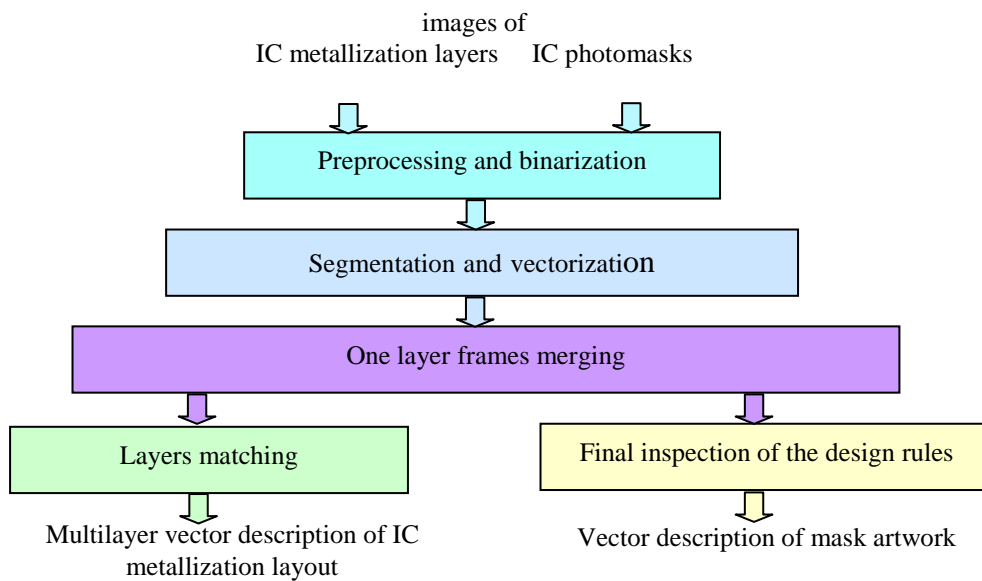 images of
IC metallization layers IC photomasks
Preprocessing and binarization
Segmentation and vectorization
One layer frames merging
Layers matching
Final inspection of the design rules
Multilayer vector description of IC
metallization layout
Vector description of mask artwork